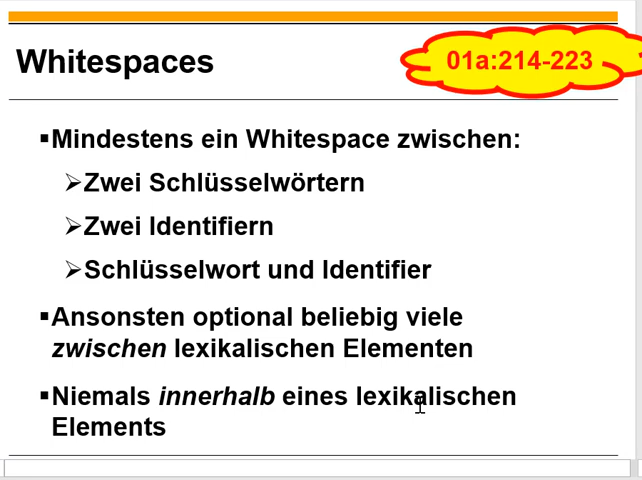 Whitespaces
01a:214-223
▪Mindestens ein Whitespace zwischen:
➢Zwei Schlüsselwörtern
➢Zwei Identifiern
➢Schlüsselwort und Identifier
▪Ansonsten optional beliebig viele
zwischen lexikalischen Elementen
▪Niemals innerhalb eines lexikalischen
Elements